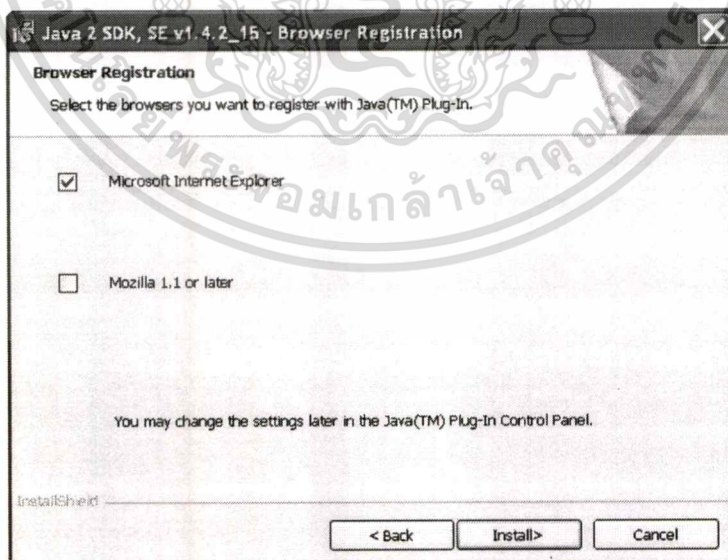 Java 2 SDK, SE v1.4.2_15 - Browser Registration
Browser Registration
Select the browsers you want to register with Java(TM) Plug-In.
Microsoft Internet Explorer
Mozilla 1.1 or later
You may change the settings later in the Java(TM) Plug-In Control Panel.
InstallShield
< Back
Install>
Cancel